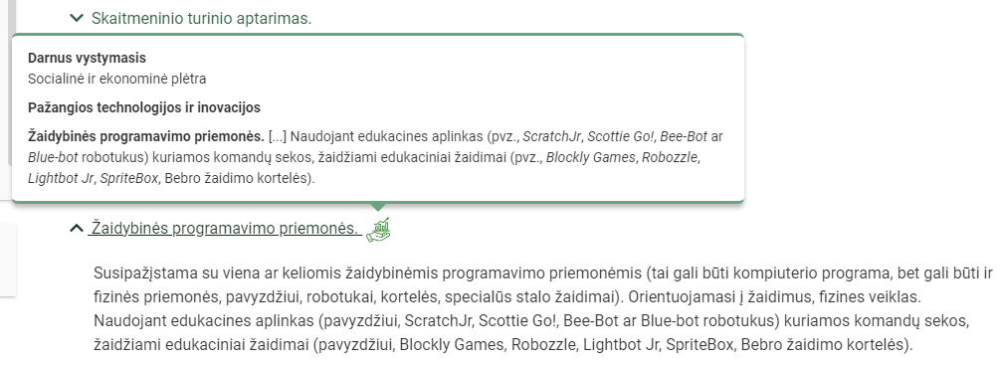 Skaitmeninio turinio aptarimas.
Darnus vystymasis
Socialinė ir ekonominė plėtra
Pažangios technologijos ir inovacijos
Žaidybinės programavimo priemonės. [...] Naudojant edukacines aplinkas (pvz., ScratchJr, Scottie Go!, Bee-Bot ar
Blue-bot robotukus) kuriamos komandų sekos, žaidžiami edukaciniai žaidimai (pvz., Blockly Games, Robozzle,
Lightbot Jr, SpriteBox, Bebro žaidimo kortelės).
Žaidybinės programavimo priemonės.
Susipažįstama su viena ar keliomis žaidybinėmis programavimo priemonėmis (tai gali būti kompiuterio programa, bet gali būti ir
fizinės priemonės, pavyzdžiui, robotukai, kortelės, specialūs stalo žaidimai). Orientuojamasi į žaidimus, fizines veiklas.
Naudojant edukacines aplinkas (pavyzdžiui, ScratchJr, Scottie Go!, Bee-Bot ar Blue-bot robotukus) kuriamos komandų sekos,
žaidžiami edukaciniai žaidimai (pavyzdžiui, Blockly Games, Robozzle, Lightbot Jr, SpriteBox, Bebro žaidimo kortelės).